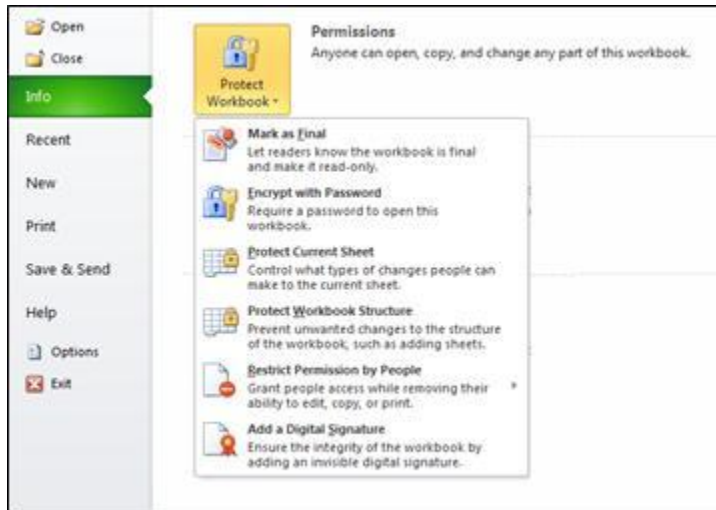 Open
Close
Info
Recent
New
Print
Save & Send
Help
Options
Exit
Protect
Workbook
Permissions
Anyone can open, copy, and change any part of this workbook.
Mark as Final
Let readers know the workbook is final
and make it read-only.
Encrypt with Password
Require a password to open this
workbook.
Protect Current Sheet
Control what types of changes people can
make to the current sheet.
Protect Workbook Structure
Prevent unwanted changes to the structure
of the workbook, such as adding sheets.
Restrict Permission by People
Grant people access while removing their
ability to edit, copy, or print.
Add a Digital Signature
Ensure the integrity of the workbook by
adding an invisible digital signature.